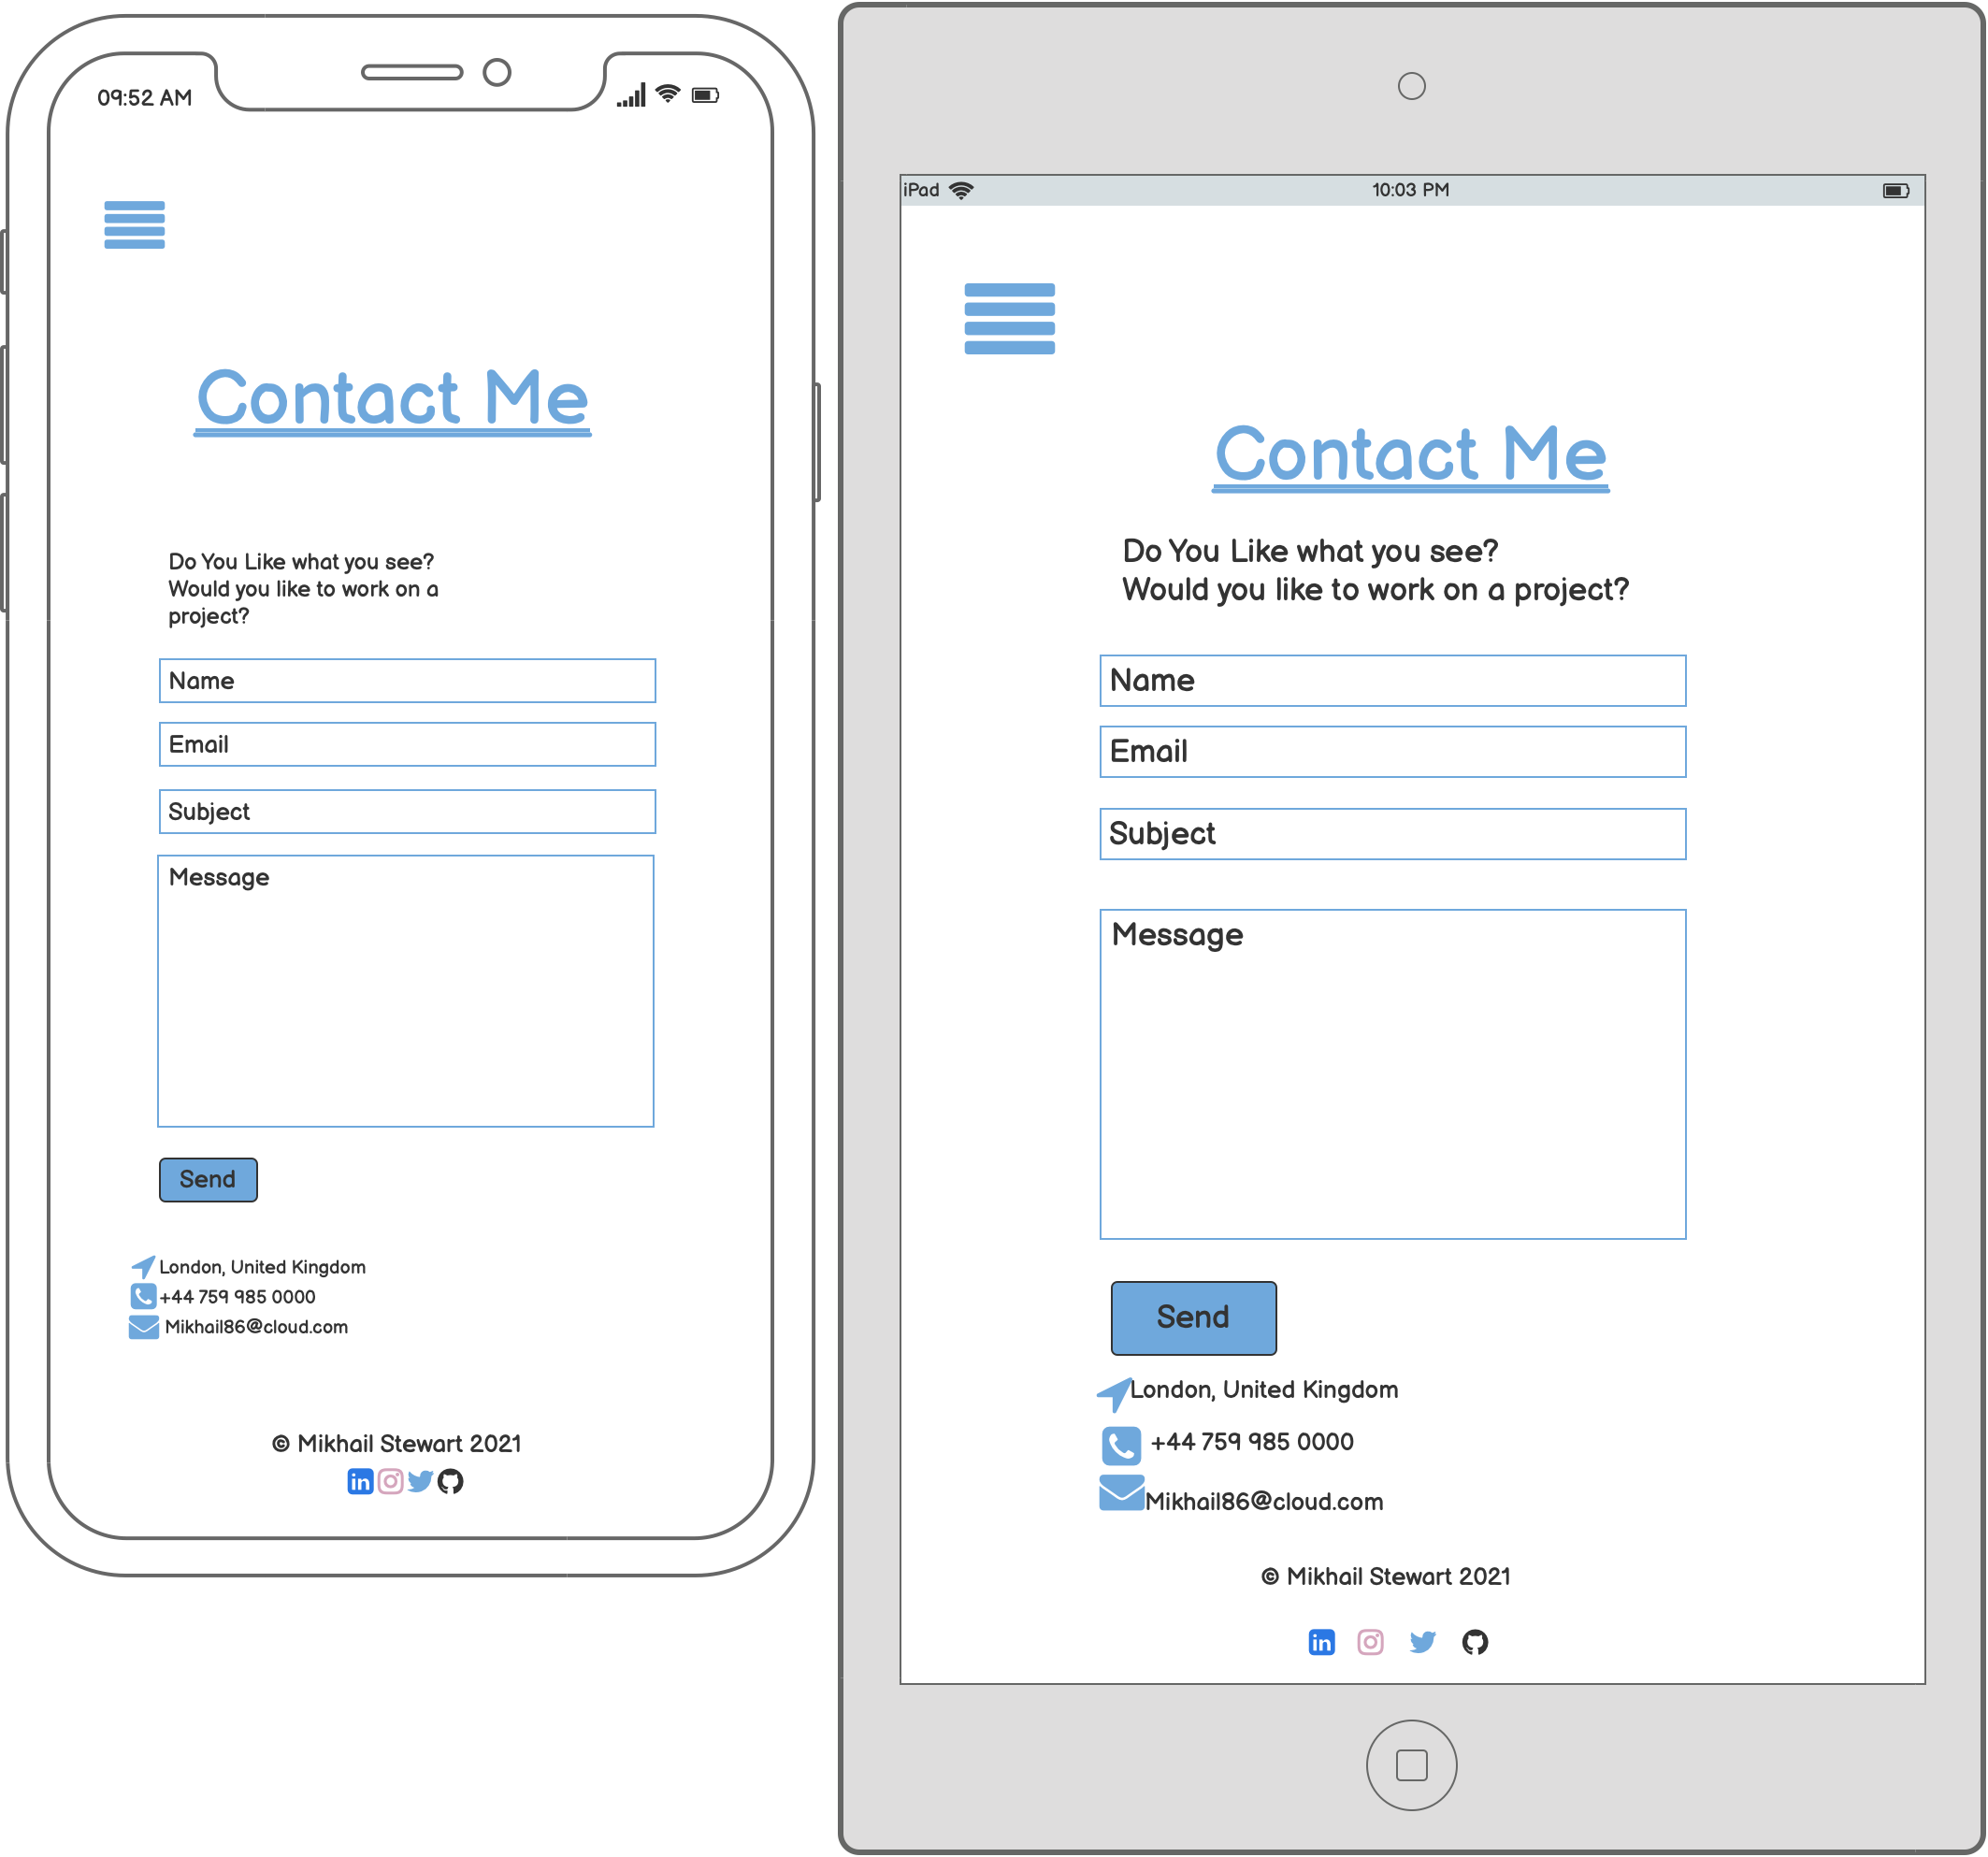 09:52 AM
Contact Me
Do You Like what you see?
Would you like to work on a
project?
Name
Email
Subject
Message
Send
London, United Kingdom
+44 759 985 0000
Mikhail86@cloud.com
© Mikhail Stewart 2021
in
iPad
10:03 PM
Contact Me
Do You Like what you see?
Would you like to work on a project?
Name
Email
Subject
Message
Send
London, United Kingdom
+44 759 985 0000
Mikhail86@cloud.com
© Mikhail Stewart 2021
in